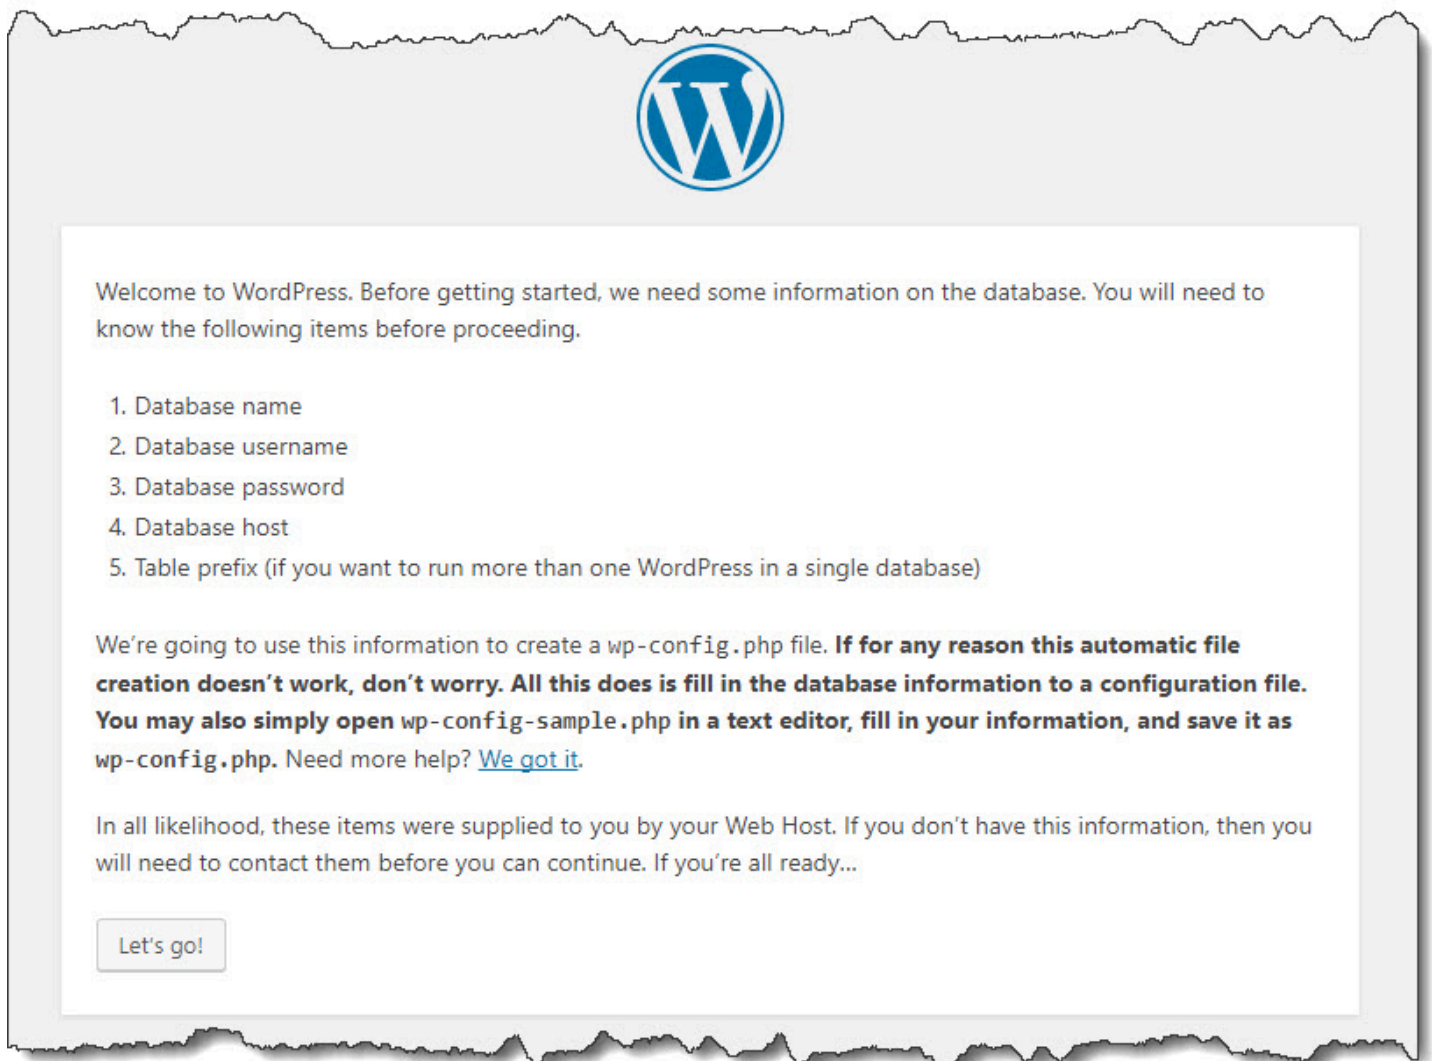 Welcome to WordPress. Before getting started, we need some information on the database. You will need to
know the following items before proceeding.
1. Database name
2. Database username
3. Database password
4. Database host
5. Table prefix (if you want to run more than one WordPress in a single database)
We’re going to use this information to create a wp-config.php file. If for any reason this automatic file
creation doesn’t work, don’t worry. All this does is fill in the database information to a configuration file.
You may also simply open wp-config-sample.php in a text editor, fill in your information, and save it as
wp-config.php. Need more help? We got it.
In all likelihood, these items were supplied to you by your Web Host. If you don’t have this information, then you
will need to contact them before you can continue. If you’re all ready…
Let's go!